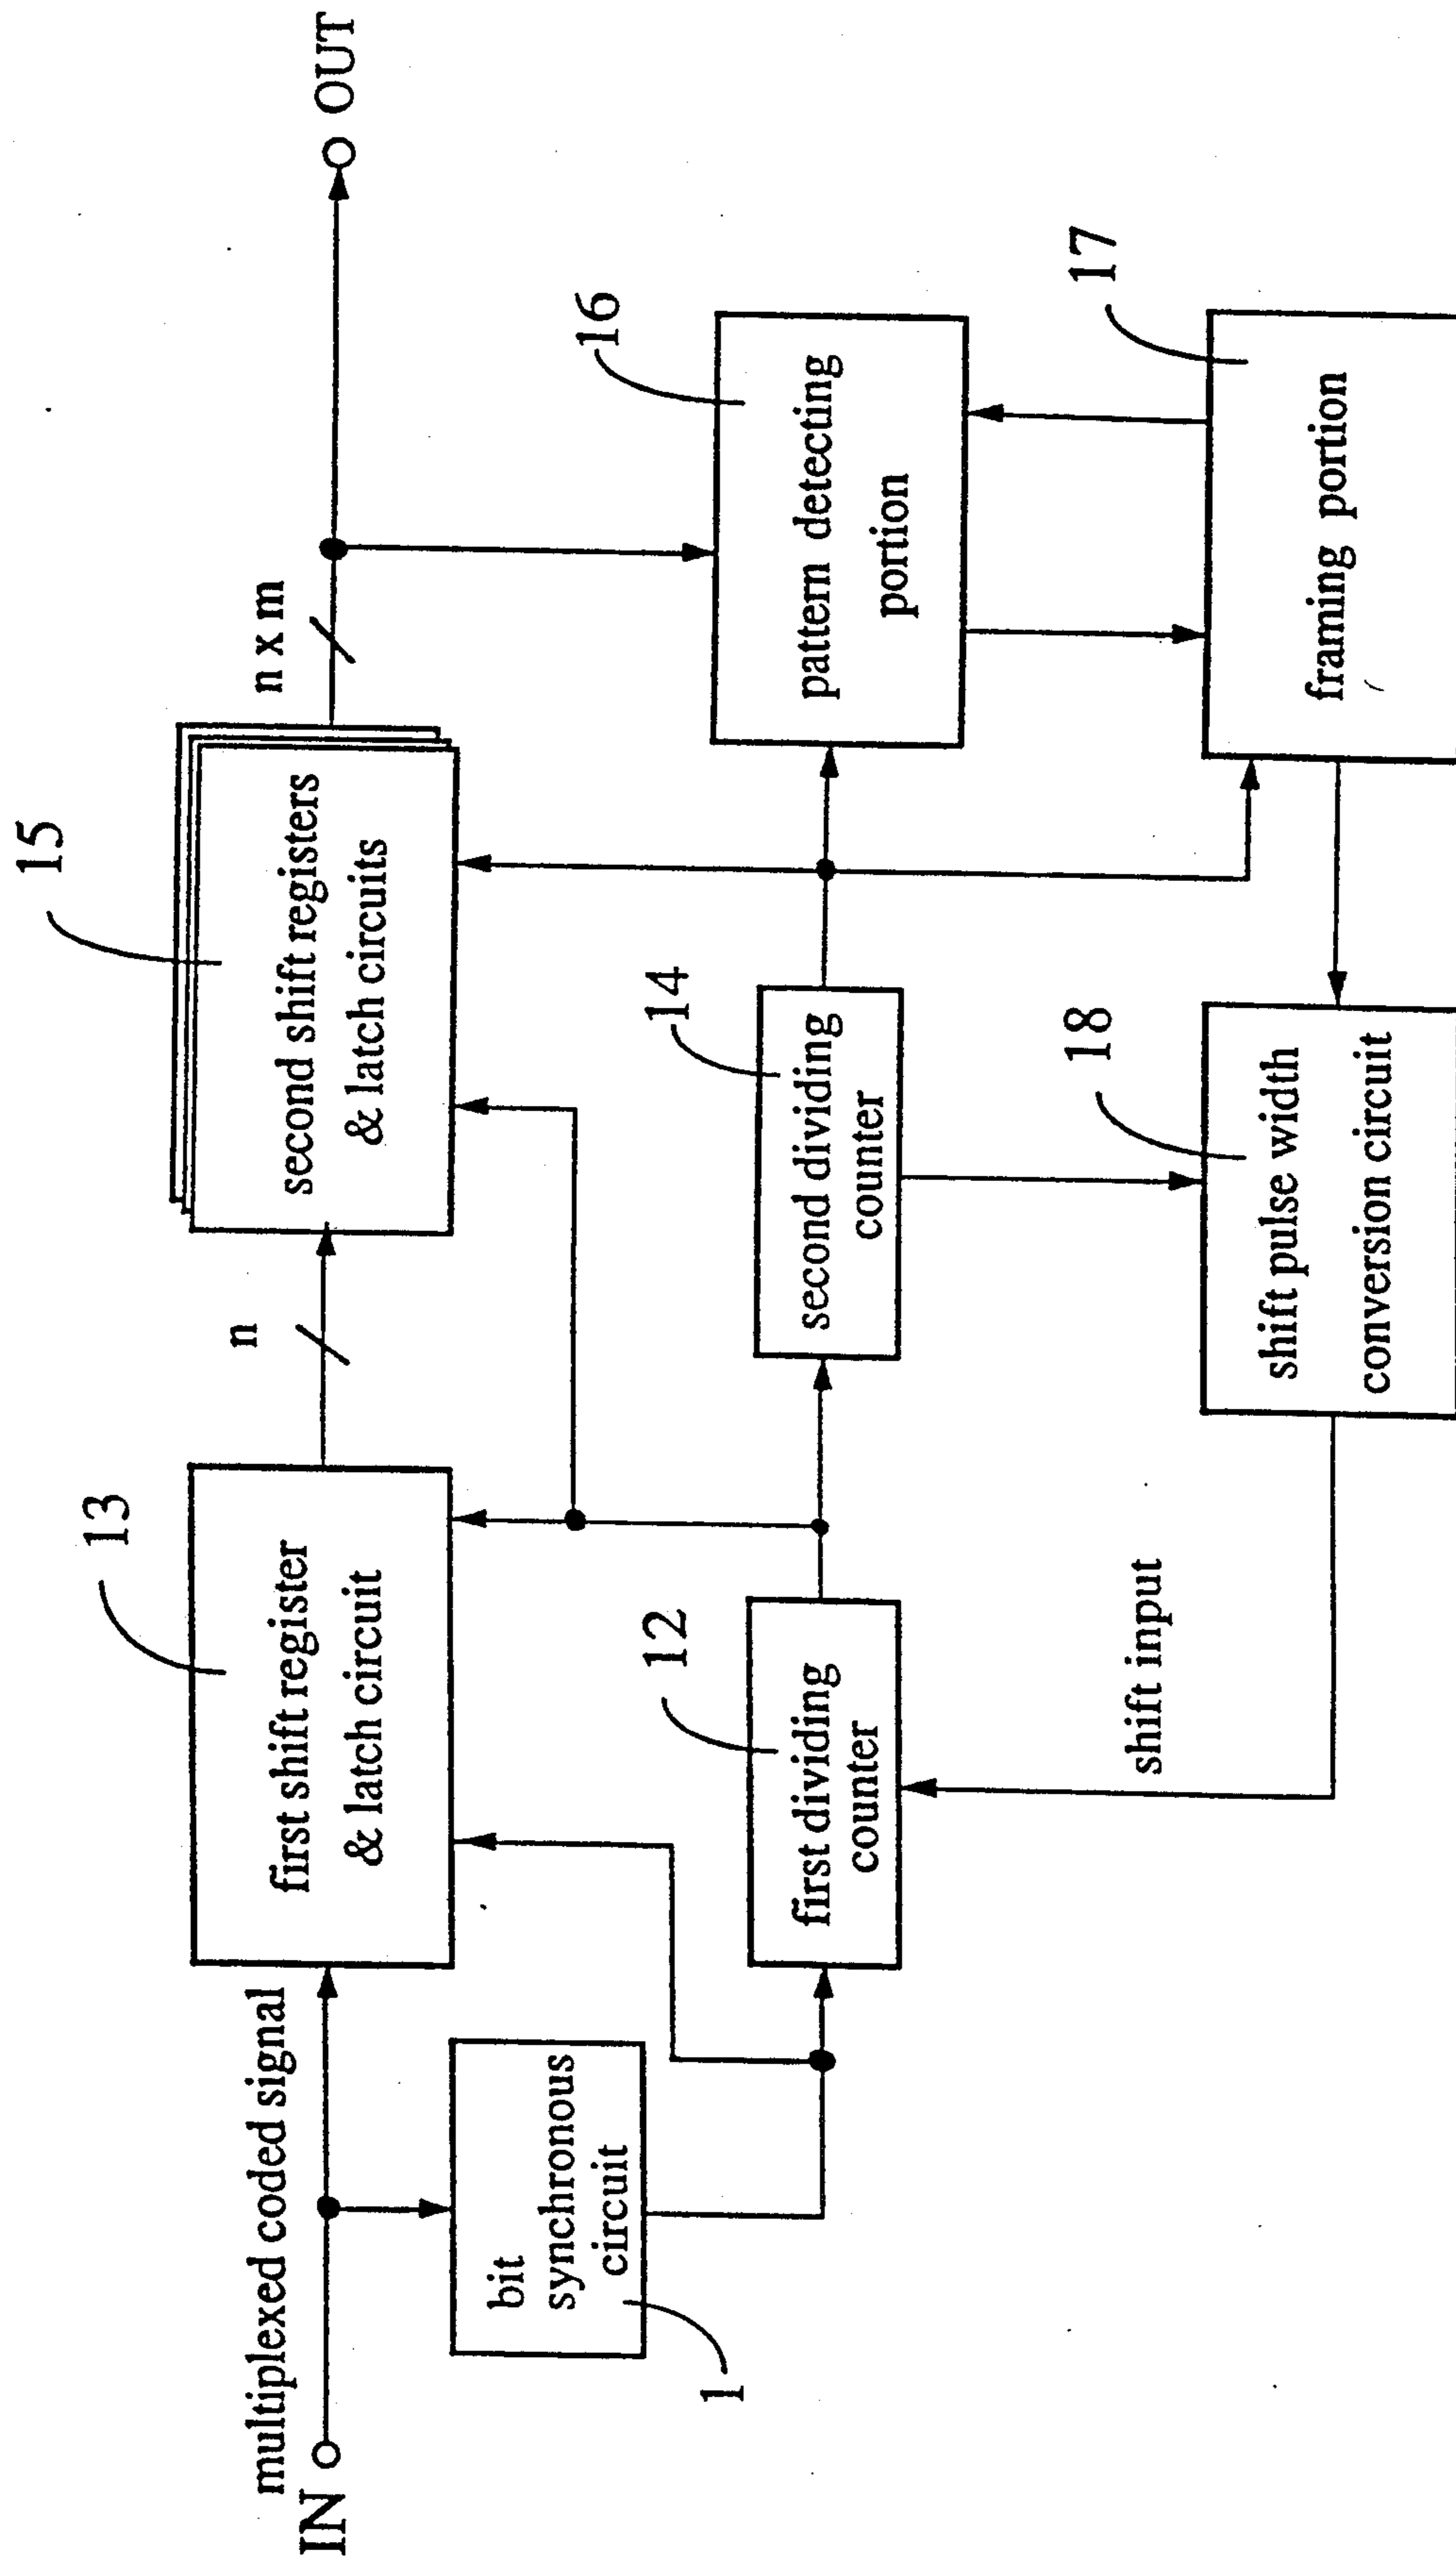 IN
multiplexed coded signal
bit
synchronous
circuit
1
13
first shift register
& latch circuit
n
15
second shift registers
& latch circuits
n x m
OUT
12
first dividing
counter
14
second dividing
counter
16
pattern detecting
portion
shift input
18
shift pulse width
conversion circuit
17
framing portion